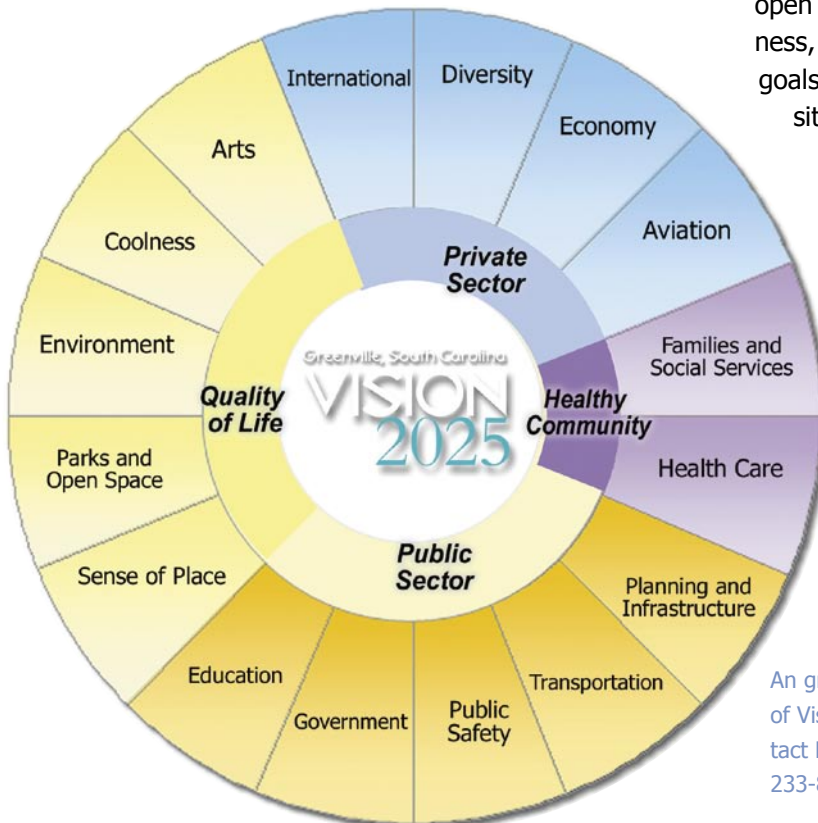 open
ness,
goals
sit
International
Diversity
Economy
Aviation
Families and
Social Services
Health Care
Planning and
Infrastructure
Transportation
Public
Safety
Government
Education
Sense of Place
Parks and
Open Space
Environment
Coolness
Arts
Private
Sector
Healthy
Community
Public
Sector
Quality
of Life
Greenville, South Carolina
VISION
2025
An gr
of Vis
tact
233-8